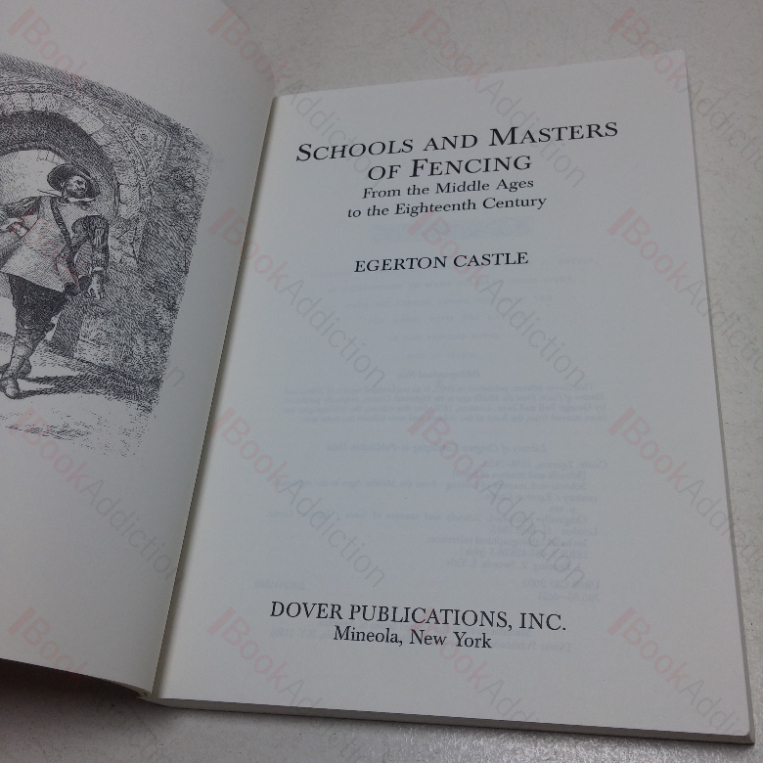 SCHOOLS AND MASTERS
OF FENCING
From the Middle Ages
to the Eighteenth Century
EGERTON CASTLE
DOVER PUBLICATIONS, INC.
Mineola, New York
BookAddiction